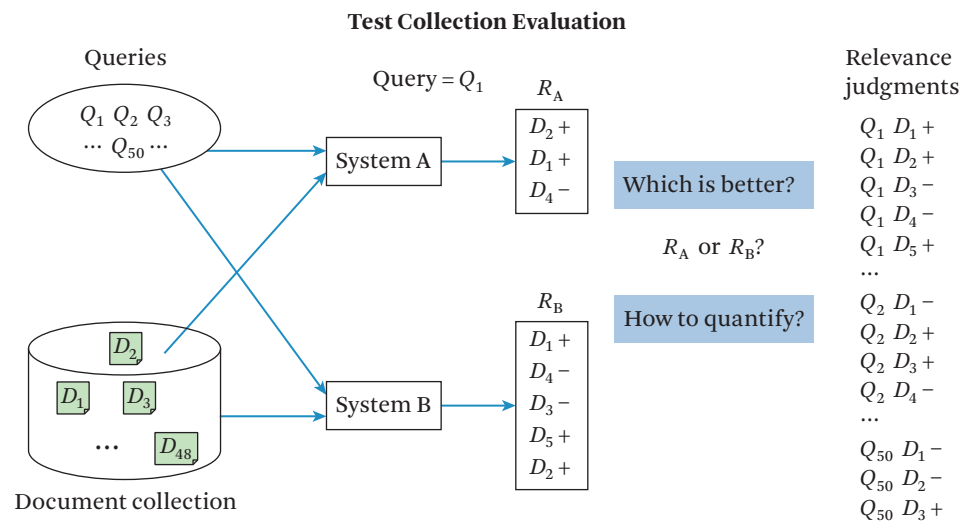 Test Collection Evaluation
Queries
Q1 Q2 Q3
... Q50 ...
Document collection
D2
D1 D3
... D48
System A
System B
Query = Q1
RA
D2 +
D1 +
D4 −
RB
D1 +
D4 −
D3 −
D5 +
D2 +
Which is better?
RA or RB?
How to quantify?
Relevance
judgments
Q1 D1 +
Q1 D2 +
Q1 D3 −
Q1 D4 −
Q1 D5 +
...
Q2 D1 −
Q2 D2 +
Q2 D3 +
Q2 D4 −
...
Q50 D1 −
Q50 D2 −
Q50 D3 +